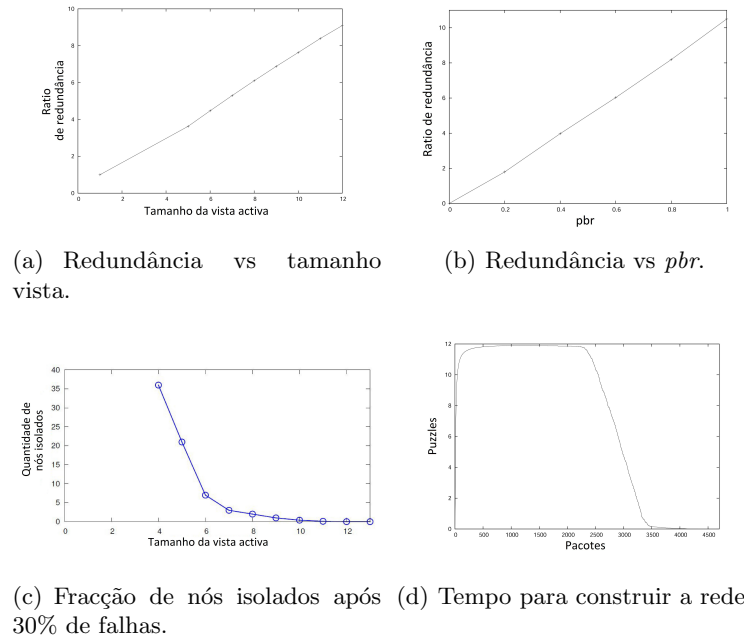 10
8
6
4
2
0
0 2 4 6 8 10 12
Ratio
de redundância
Tamanho da vista activa
(a) Redundância vs tamanho
vista.
10
8
6
4
2
0
0 0.2 0.4 0.6 0.8 1
Ratio de redundância
pbr
(b) Redundância vs pbr.
40
35
30
25
20
15
10
5
0
0 2 4 6 8 10 12
Quantidade de
nós isolados
Tamanho da vista activa
(c) Fracção de nós isolados após
30% de falhas.
12
10
8
6
4
2
0
0 500 1000 1500 2000 2500 3000 3500 4000 4500
Puzzles
Pacotes
(d) Tempo para construir a rede